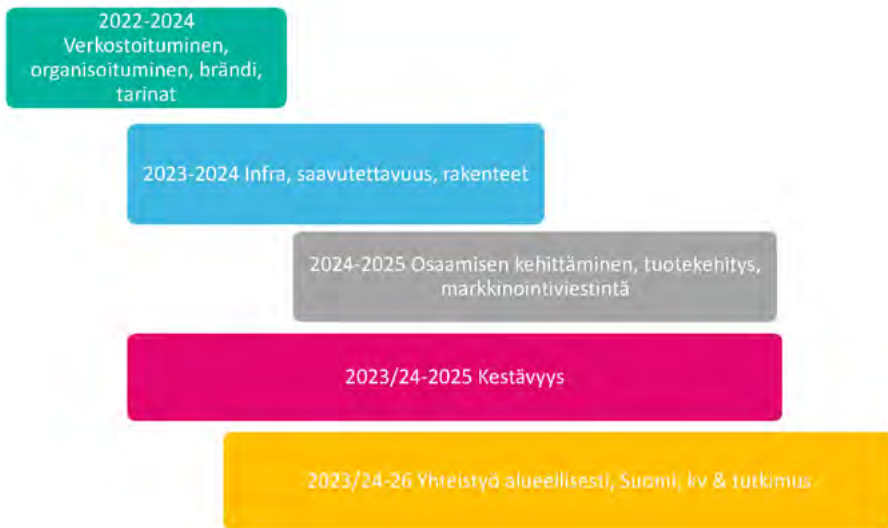 2022-2024
Verkostoituminen,
organisoituminen, brändi,
tarinat
2023-2024 Infra, saavutettavuus, rakenteet
2024-2025 Osaamisen kehittäminen, tuotekehitys,
markkinointiviestintä
2023/24-2025 Kestävyys
2023/24-26 Yhteistyö alueellisesti, Suomi, kv & tutkimus